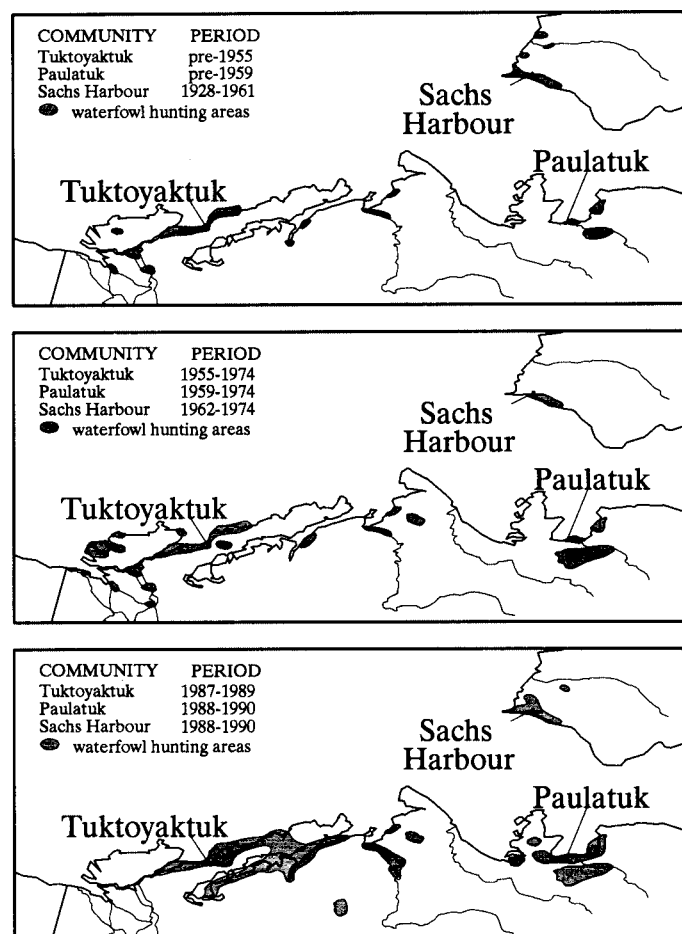 COMMUNITY PERIOD
Tuktoyaktuk pre-1955
Paulatuk pre-1959
Sachs Harbour 1928-1961
waterfowl hunting areas
Sachs
Harbour
Paulatuk
Tuktoyaktuk
COMMUNITY PERIOD
Tuktoyaktuk 1955-1974
Paulatuk 1959-1974
Sachs Harbour 1962-1974
waterfowl hunting areas
Sachs
Harbour
Paulatuk
Tuktoyaktuk
COMMUNITY PERIOD
Tuktoyaktuk 1987-1989
Paulatuk 1988-1990
Sachs Harbour 1988-1990
waterfowl hunting areas
Sachs
Harbour
Paulatuk
Tuktoyaktuk